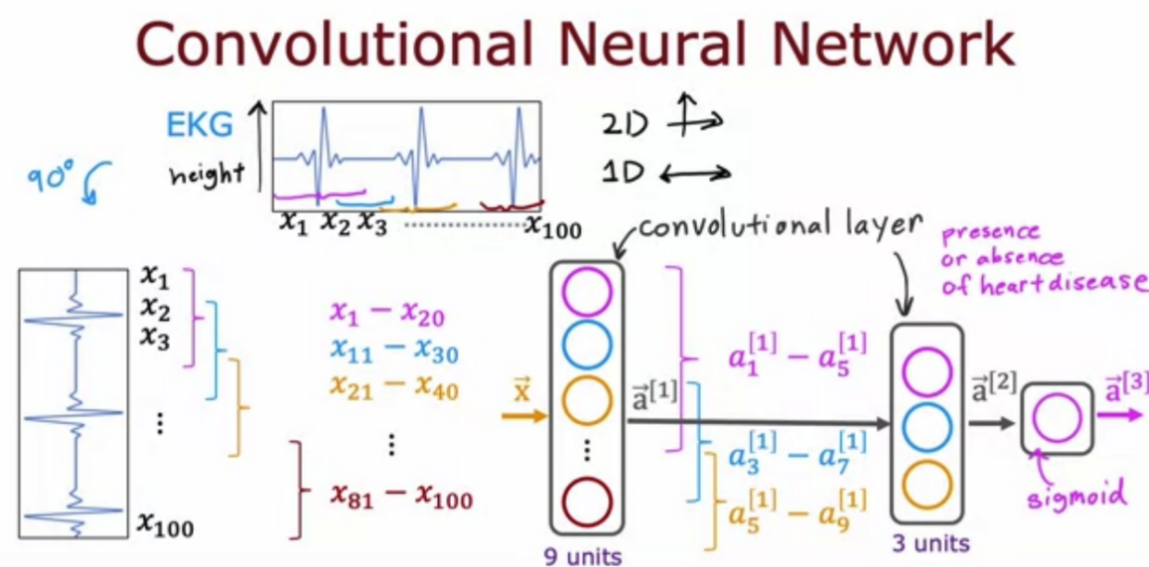 Convolutional Neural Network
EKG
height
90°
2D
1D
x₁ x₂ x₃ ........................ x₁₀₀
convolutional layer
presence
or absence
of heart disease
x₁
x₂
x₃
⋮
x₁₀₀
x₁ − x₂₀
x₁₁ − x₃₀
x₂₁ − x₄₀
⋮
x₈₁ − x₁₀₀
x⃗
⋮
9 units
a⃗^[1]
a₁^[1] − a₅^[1]
a₃^[1] − a₇^[1]
a₅^[1] − a₉^[1]
3 units
a⃗^[2]
a⃗^[3]
sigmoid